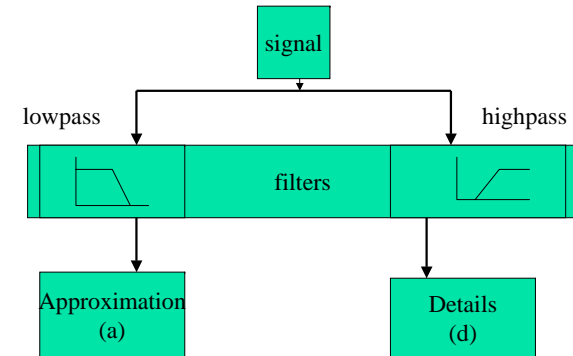 signal
lowpass
highpass
filters
Approximation
(a)
Details
(d)